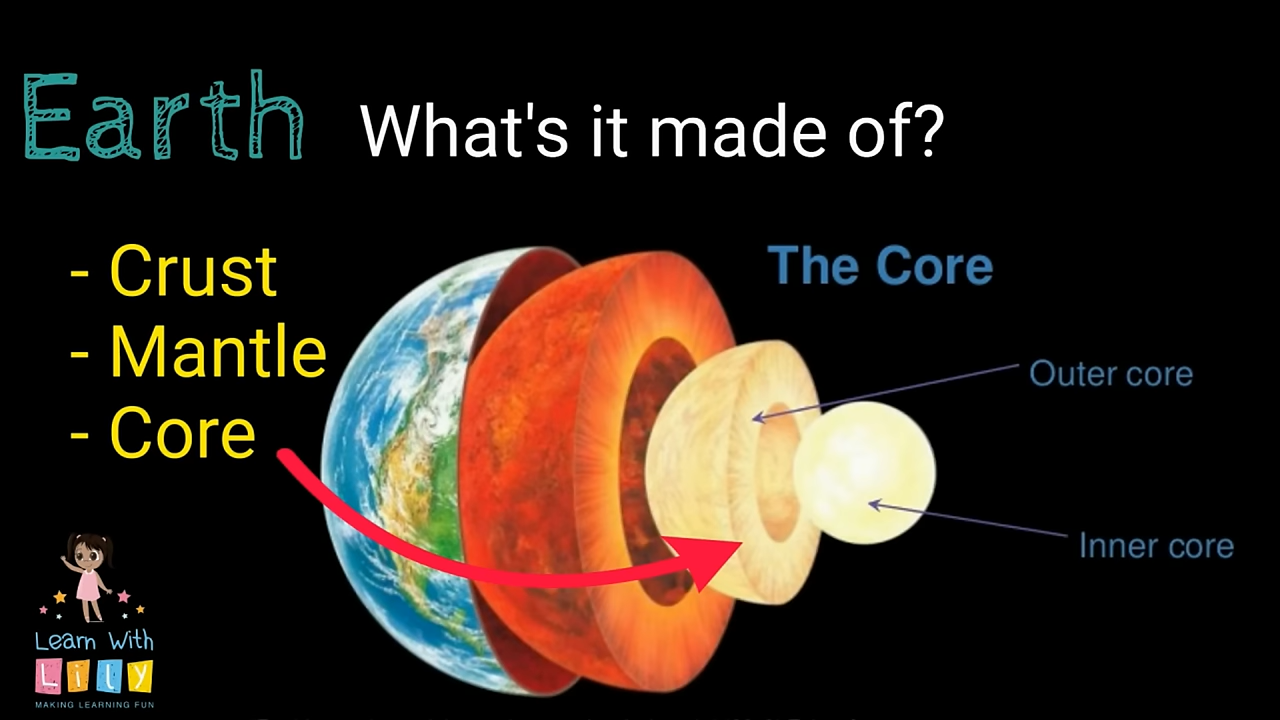 Earth What's it made of?
- Crust
- Mantle
- Core
The Core
Outer core
Inner core
Learn With
Lily
MAKING LEARNING FUN